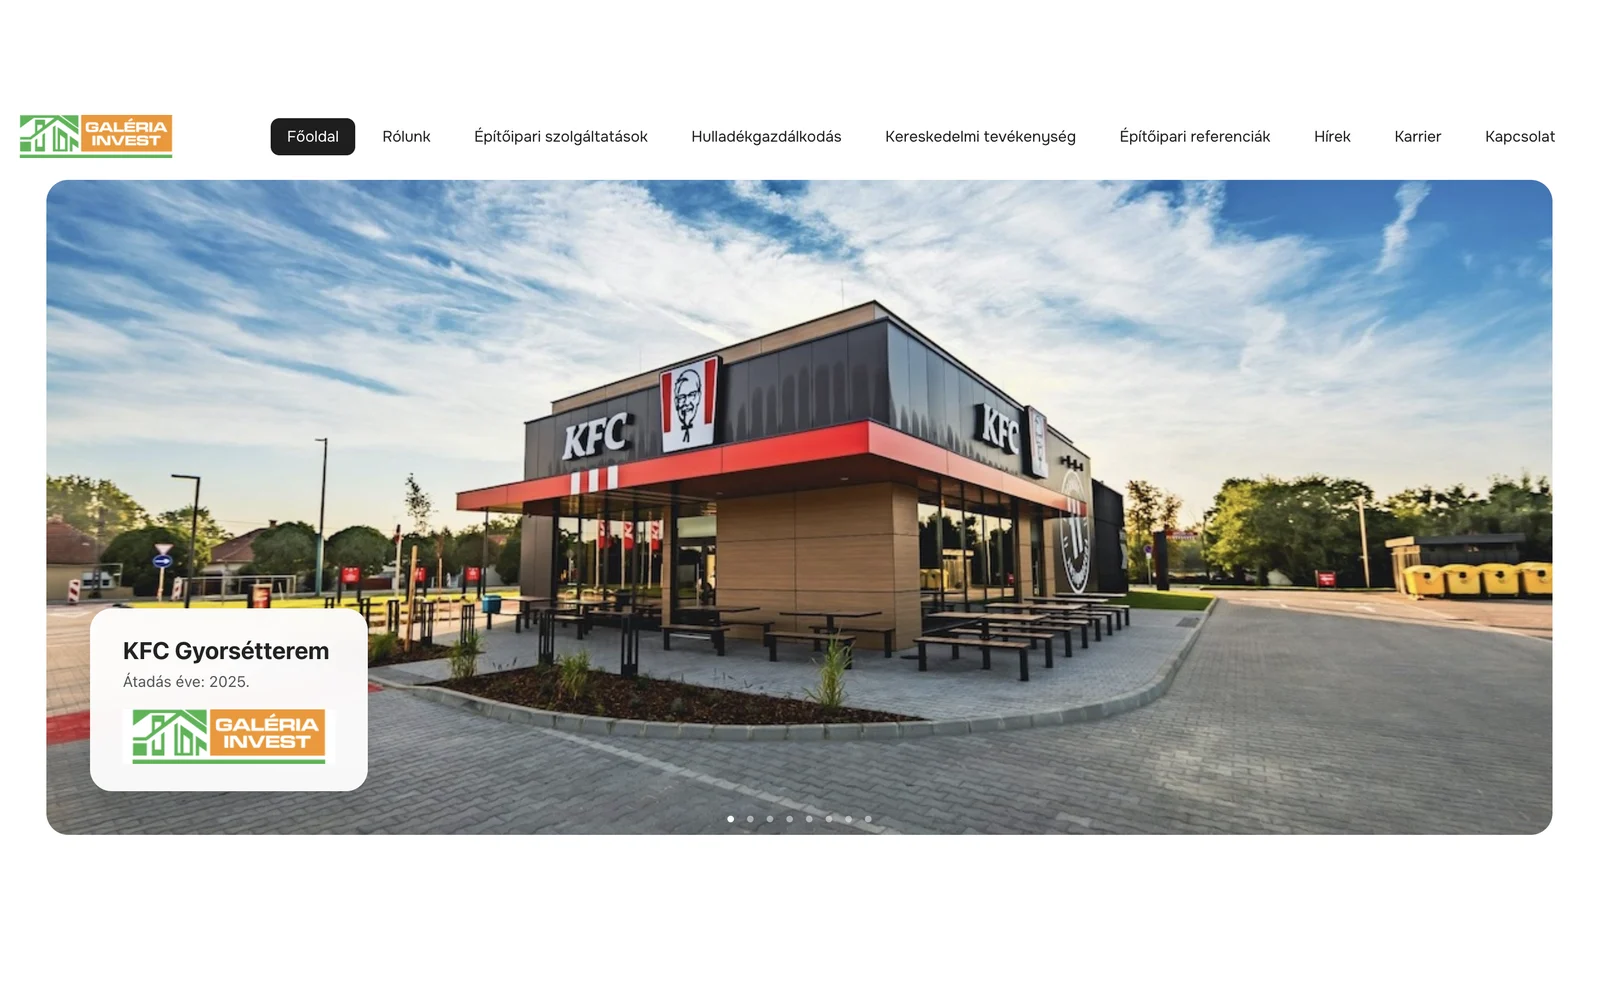 GALÉRIA
INVEST
Főoldal
Rólunk
Építőipari szolgáltatások
Hulladékgazdálkodás
Kereskedelmi tevékenység
Építőipari referenciák
Hírek
Karrier
Kapcsolat
KFC
KFC
KFC Gyorsétterem
Átadás éve: 2025.
GALÉRIA
INVEST